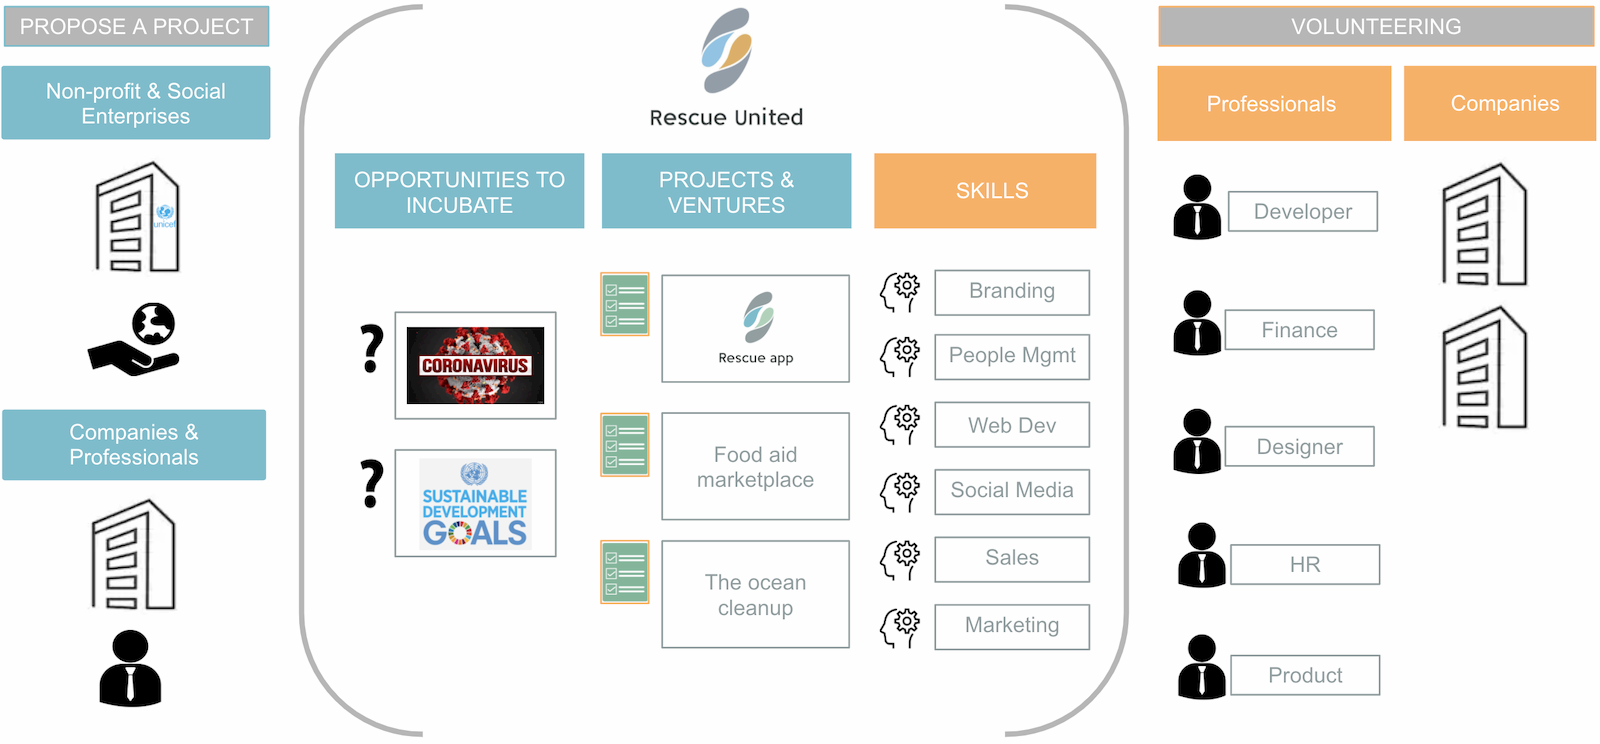 PROPOSE A PROJECT
Non-profit & Social
Enterprises
unicef
Companies &
Professionals
Rescue United
OPPORTUNITIES TO
INCUBATE
?
CORONAVIRUS
?
SUSTAINABLE
DEVELOPMENT
GOALS
PROJECTS &
VENTURES
Rescue app
Food aid
marketplace
The ocean
cleanup
SKILLS
Branding
People Mgmt
Web Dev
Social Media
Sales
Marketing
VOLUNTEERING
Professionals
Companies
Developer
Finance
Designer
HR
Product